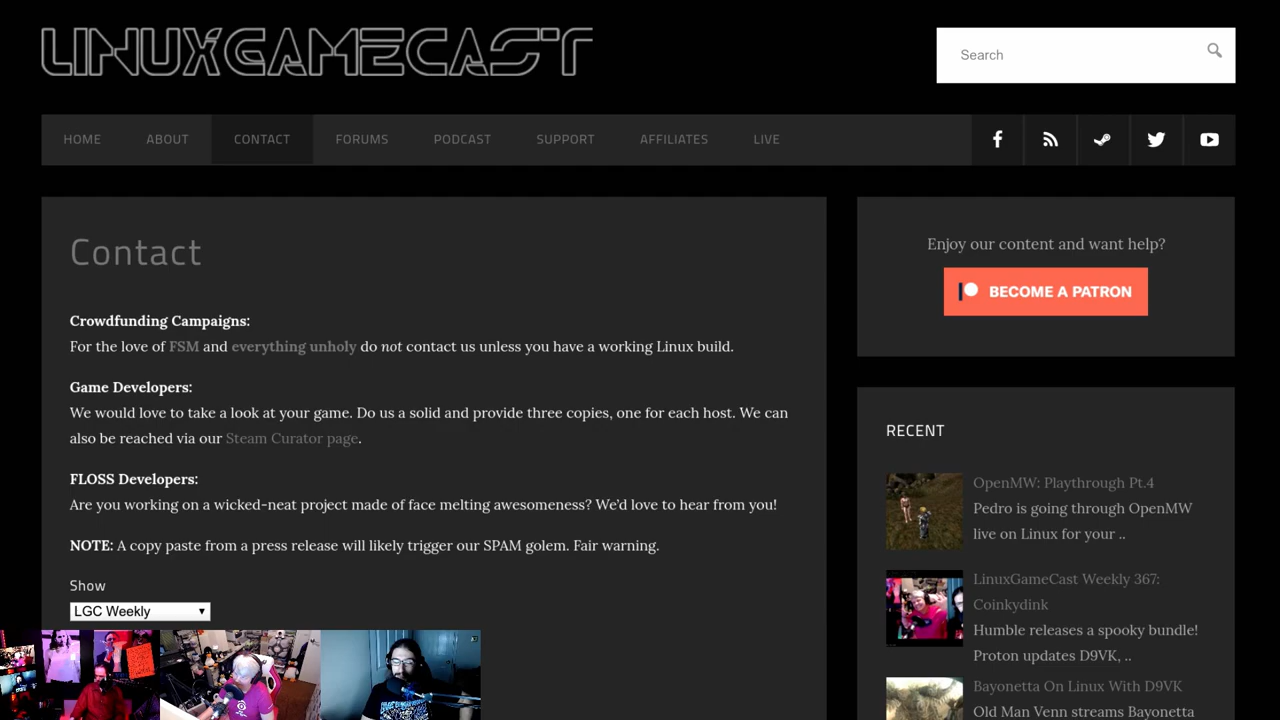 LINUXGAMECAST
Search
HOME ABOUT CONTACT FORUMS PODCAST SUPPORT AFFILIATES LIVE
Contact
Crowdfunding Campaigns:
For the love of FSM and everything unholy do not contact us unless you have a working Linux build.
Game Developers:
We would love to take a look at your game. Do us a solid and provide three copies, one for each host. We can
also be reached via our Steam Curator page.
FLOSS Developers:
Are you working on a wicked-neat project made of face melting awesomeness? We’d love to hear from you!
NOTE: A copy paste from a press release will likely trigger our SPAM golem. Fair warning.
Show
LGC Weekly
Enjoy our content and want help?
BECOME A PATRON
RECENT
OpenMW: Playthrough Pt.4
Pedro is going through OpenMW
live on Linux for your ..
LinuxGameCast Weekly 367:
Coinkydink
Humble releases a spooky bundle!
Proton updates D9VK, ..
Bayonetta On Linux With D9VK
Old Man Venn streams Bayonetta